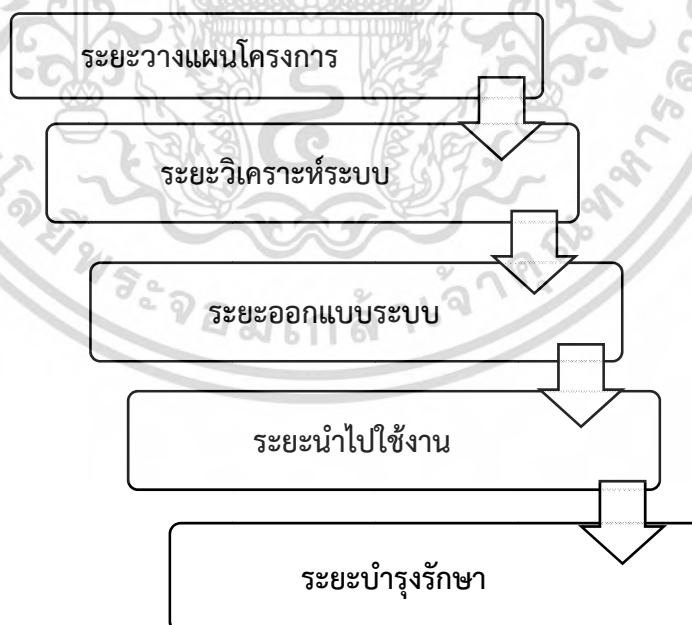 ระยะวางแผนโครงการ
ระยะวิเคราะห์ระบบ
ระยะออกแบบระบบ
ระยะนำไปใช้งาน
ระยะบำรุงรักษา